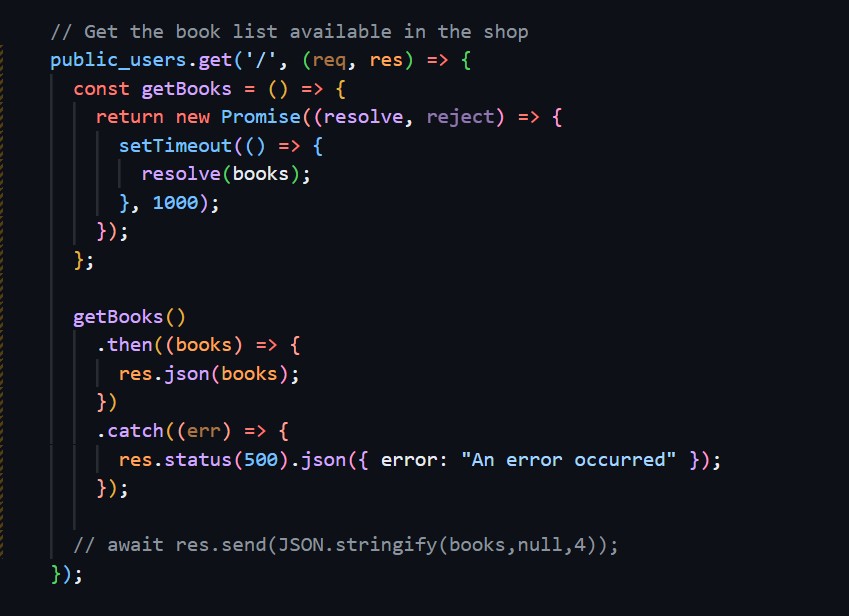 // Get the book list available in the shop
public_users.get('/', (req, res) => {
const getBooks = () => {
return new Promise((resolve, reject) => {
setTimeout(() => {
resolve(books);
}, 1000);
});
};
getBooks()
.then((books) => {
res.json(books);
})
.catch((err) => {
res.status(500).json({ error: "An error occurred" });
});
// await res.send(JSON.stringify(books,null,4));
});